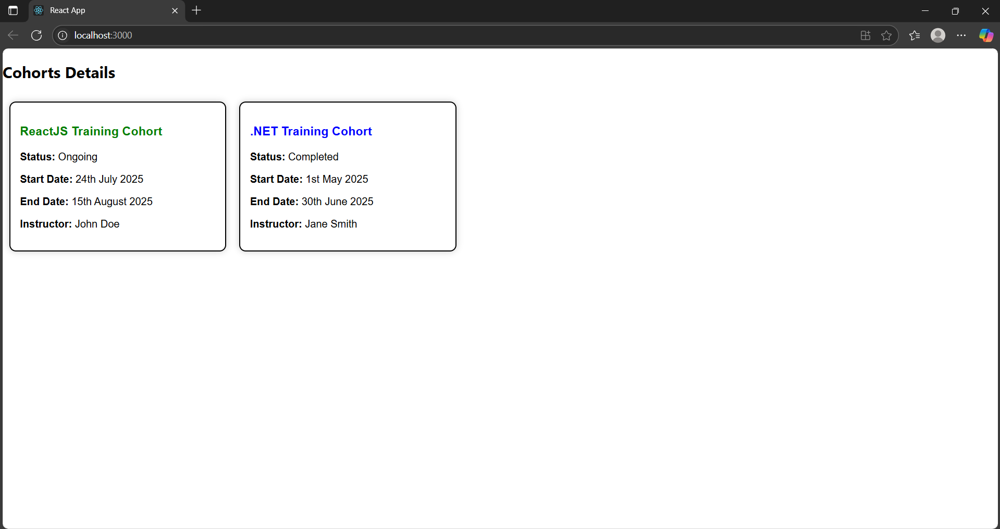 React App
localhost:3000
Cohorts Details
ReactJS Training Cohort
Status: Ongoing
Start Date: 24th July 2025
End Date: 15th August 2025
Instructor: John Doe
.NET Training Cohort
Status: Completed
Start Date: 1st May 2025
End Date: 30th June 2025
Instructor: Jane Smith